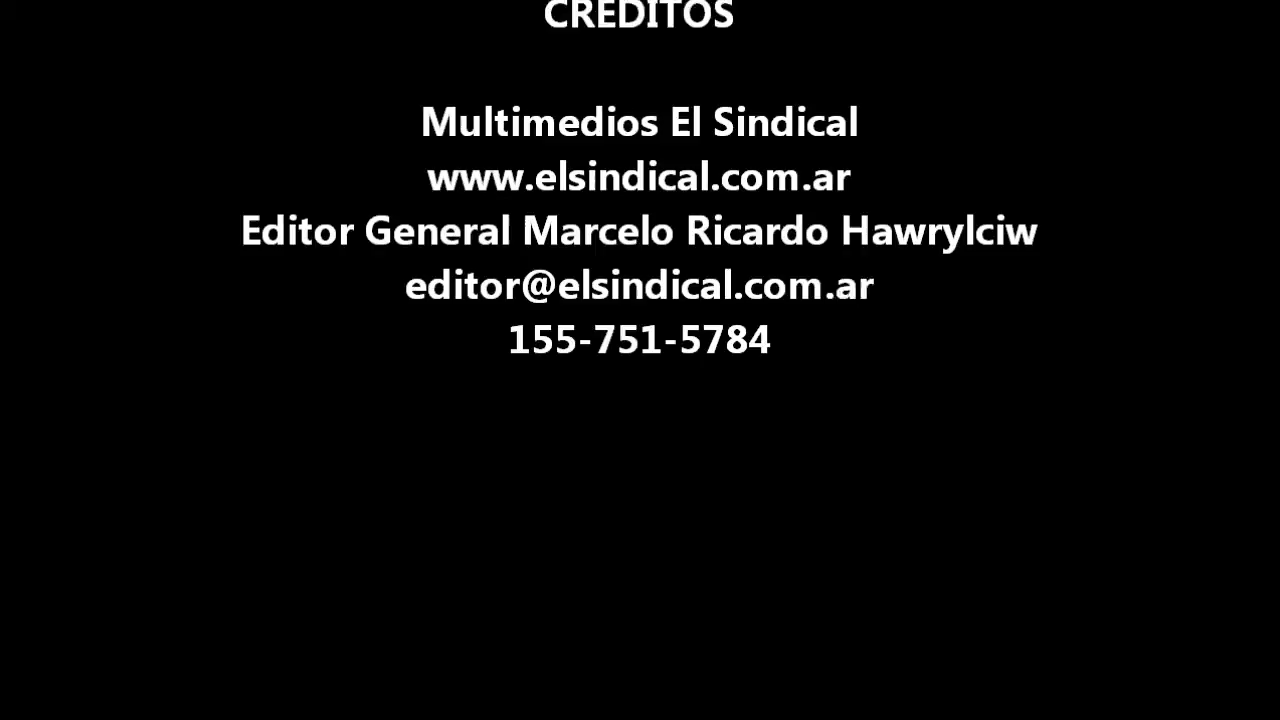 CREDITOS
Multimedios El Sindical
www.elsindical.com.ar
Editor General Marcelo Ricardo Hawrylciw
editor@elsindical.com.ar
155-751-5784